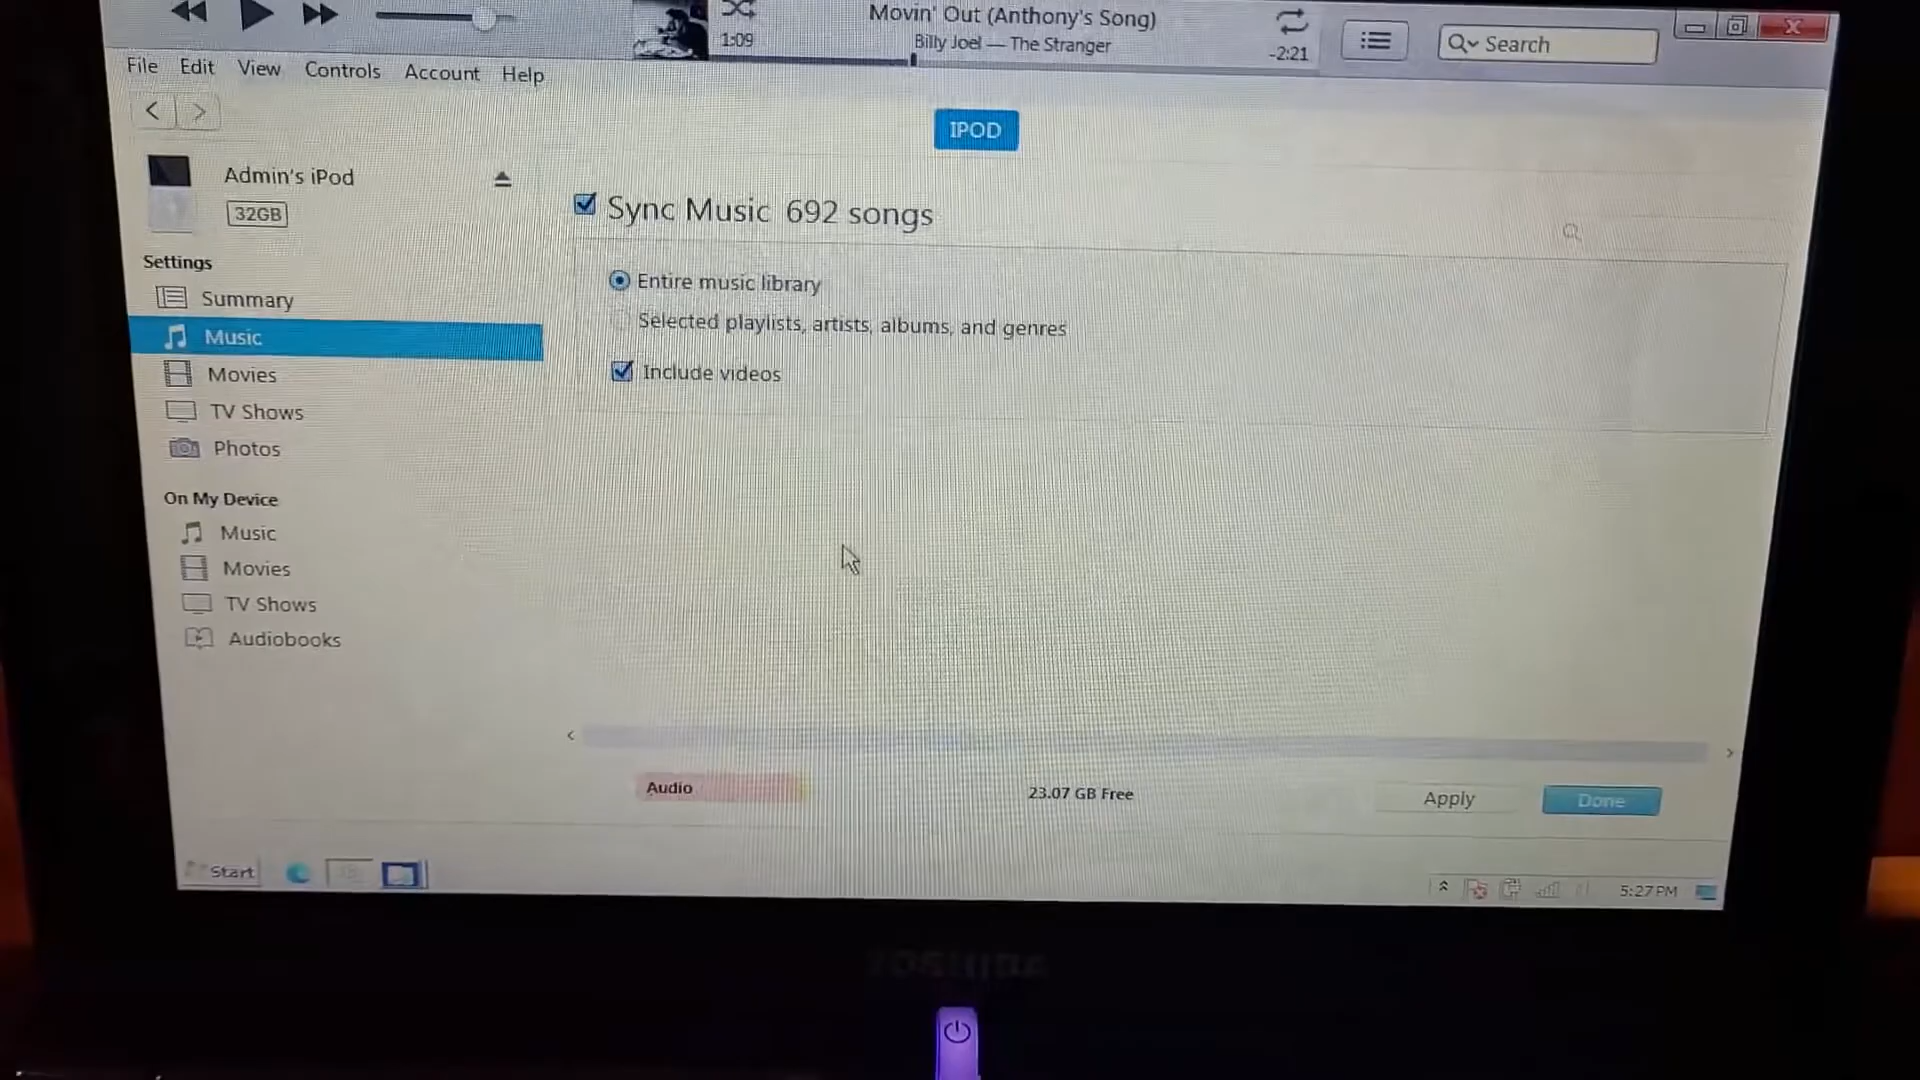 Movin' Out (Anthony's Song)
1:09
Billy Joel — The Stranger
-2:21
Search
File Edit View Controls Account Help
IPOD
Admin's iPod
32GB
Sync Music 692 songs
Settings
Summary
Music
Movies
TV Shows
Photos
Entire music library
Selected playlists, artists, albums, and genres
Include videos
On My Device
Music
Movies
TV Shows
Audiobooks
Audio
23.07 GB Free
Apply
Done
Start
5:27 PM
TOSHIBA